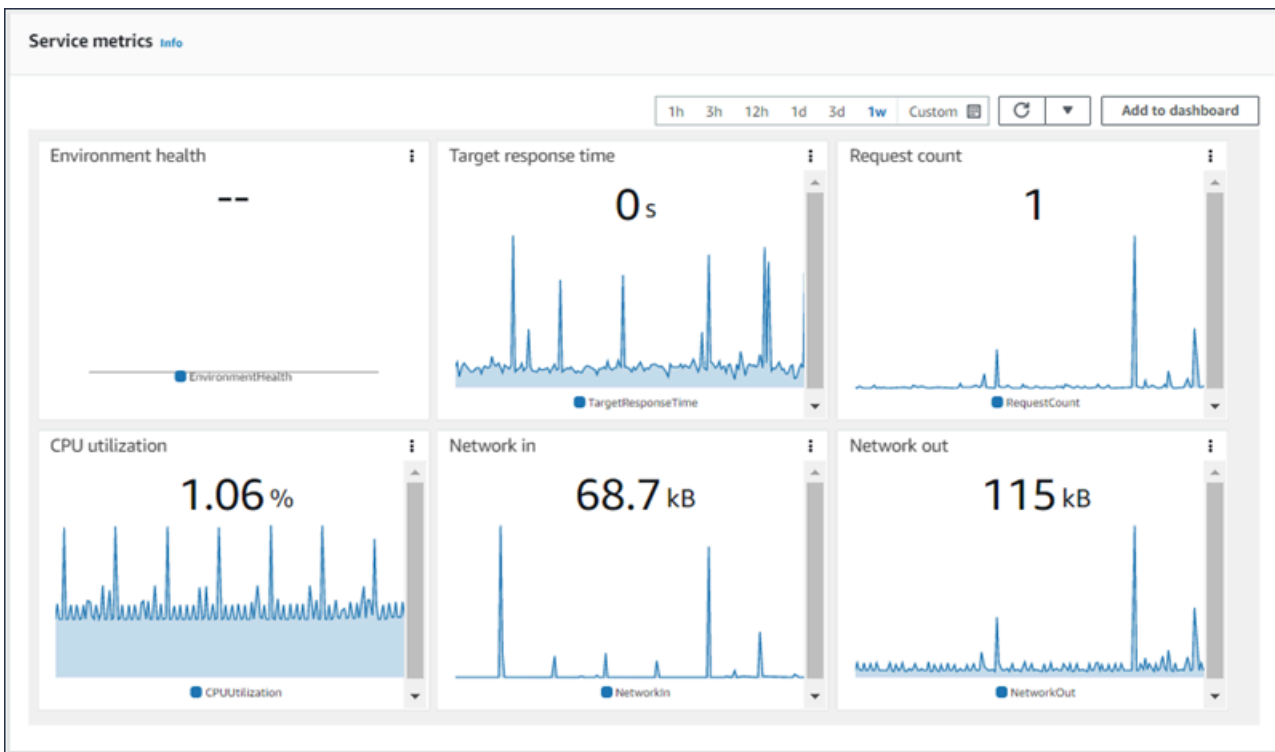 Service metrics Info
1h 3h 12h 1d 3d 1w Custom Add to dashboard
Environment health
--
EnvironmentHealth
Target response time
0 s
TargetResponseTime
Request count
1
RequestCount
CPU utilization
1.06 %
CPUUtilization
Network in
68.7 kB
NetworkIn
Network out
115 kB
NetworkOut